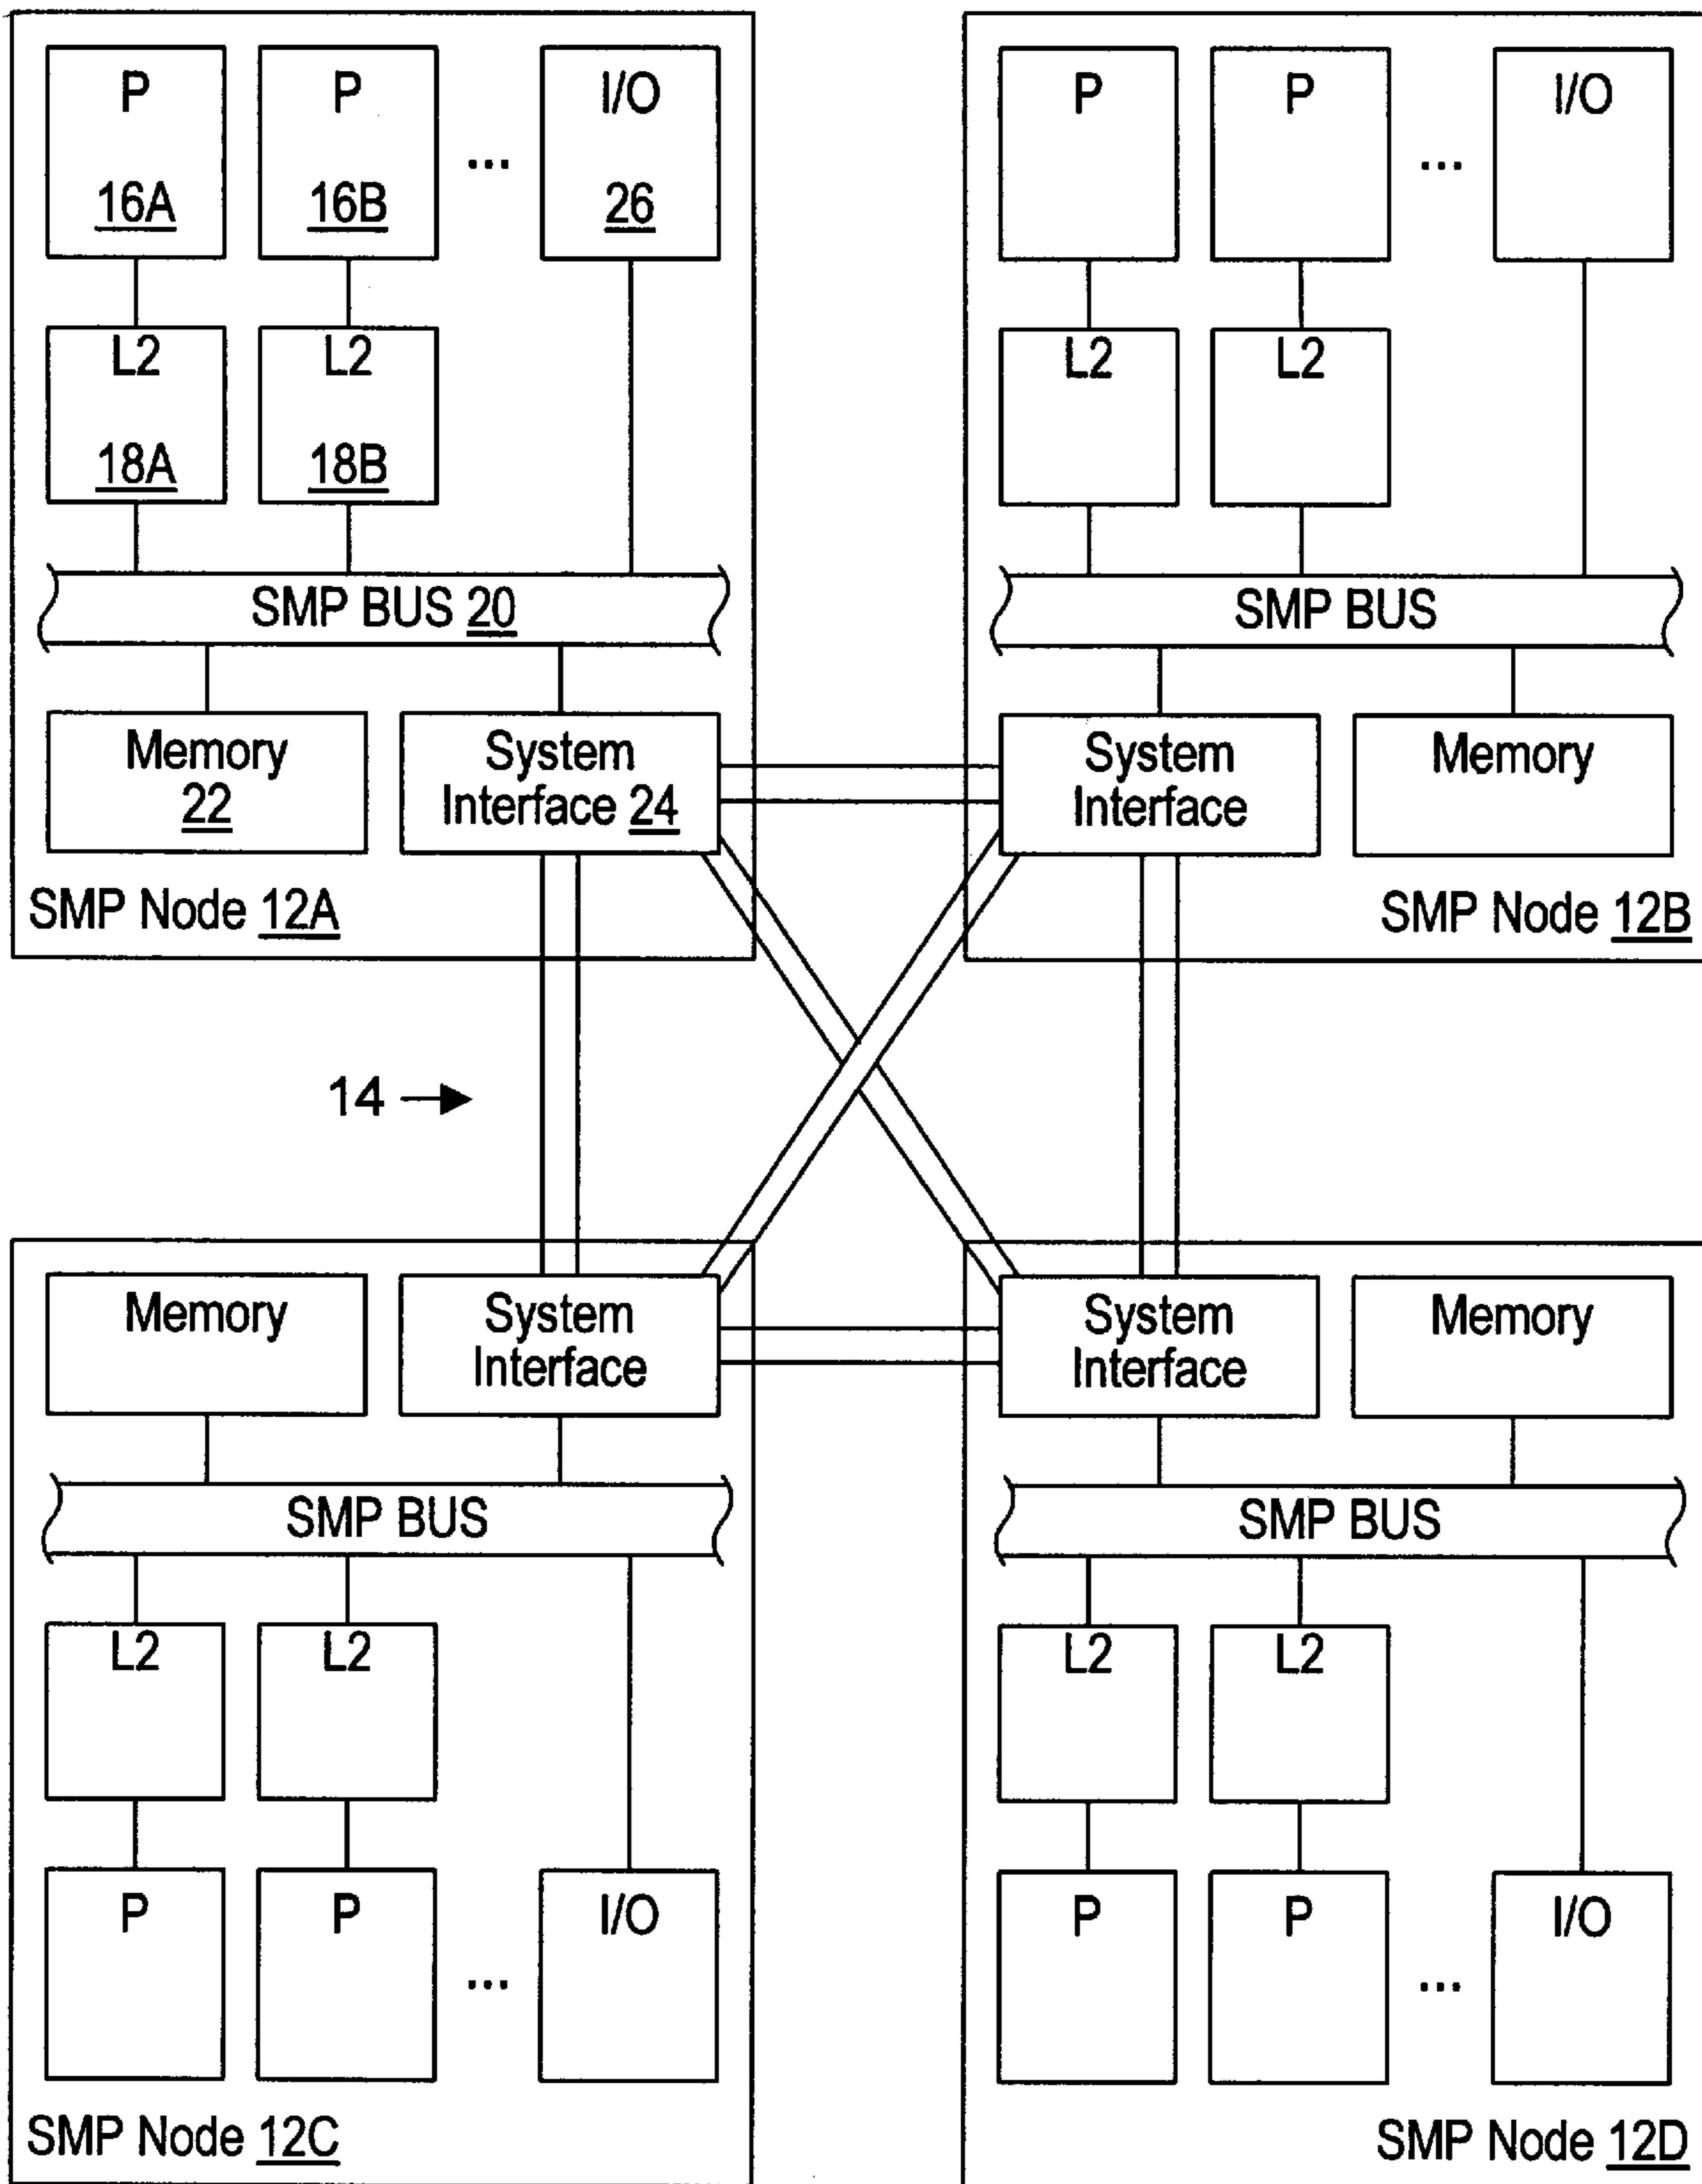 P
16A
P
16B
...
I/O
26
L2
18A
L2
18B
SMP BUS 20
Memory
22
System
Interface 24
SMP Node 12A
P
P
...
I/O
L2
L2
SMP BUS
System
Interface
Memory
SMP Node 12B
14
Memory
System
Interface
SMP BUS
L2
L2
P
P
...
I/O
SMP Node 12C
System
Interface
Memory
SMP BUS
L2
L2
P
P
...
I/O
SMP Node 12D